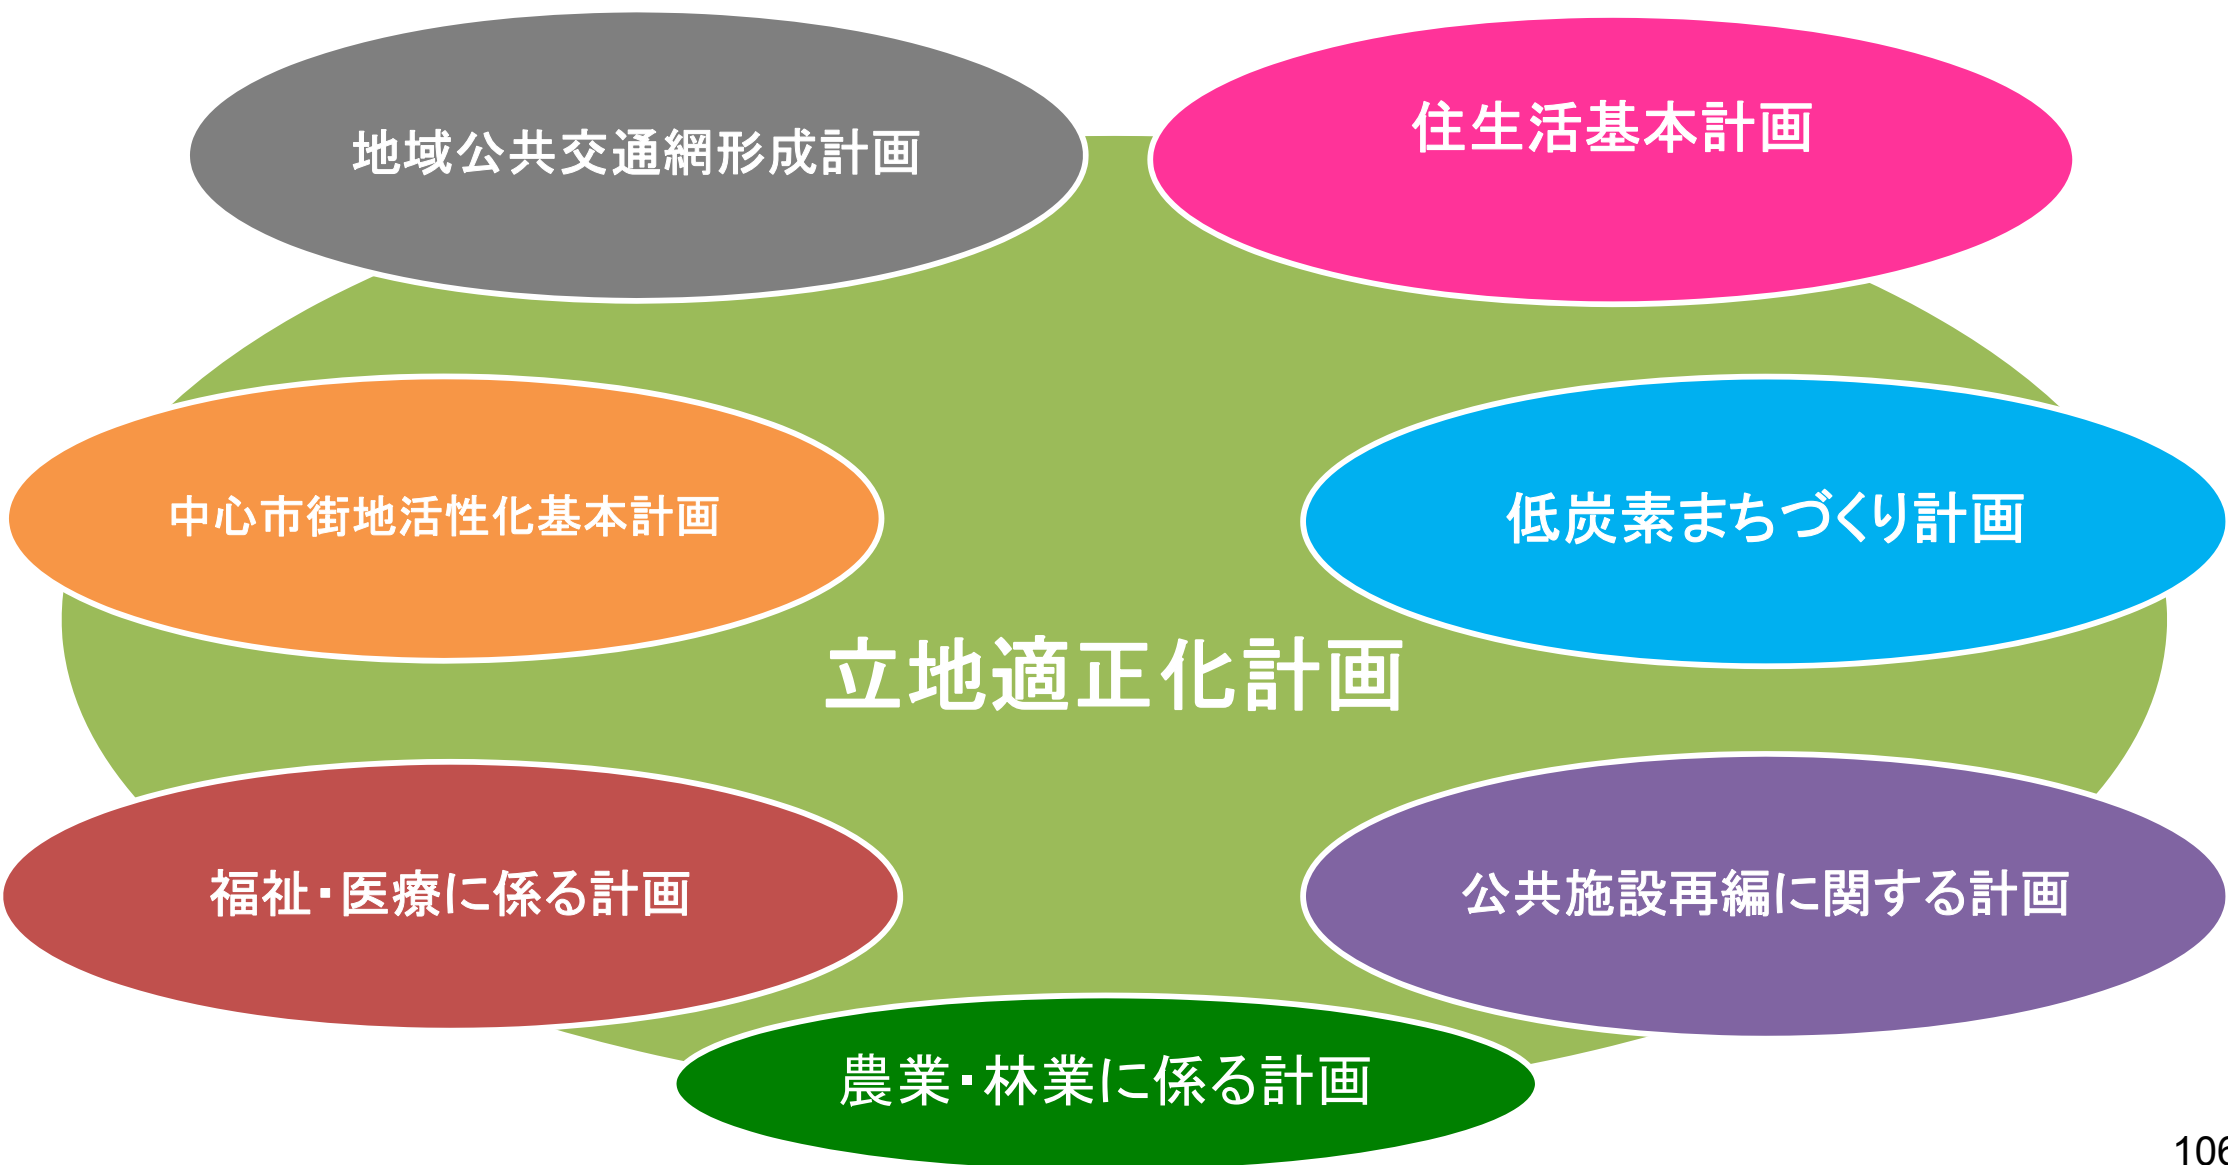 地域公共交通網形成計画
住生活基本計画
中心市街地活性化基本計画
低炭素まちづくり計画
立地適正化計画
福祉・医療に係る計画
公共施設再編に関する計画
農業・林業に係る計画
106